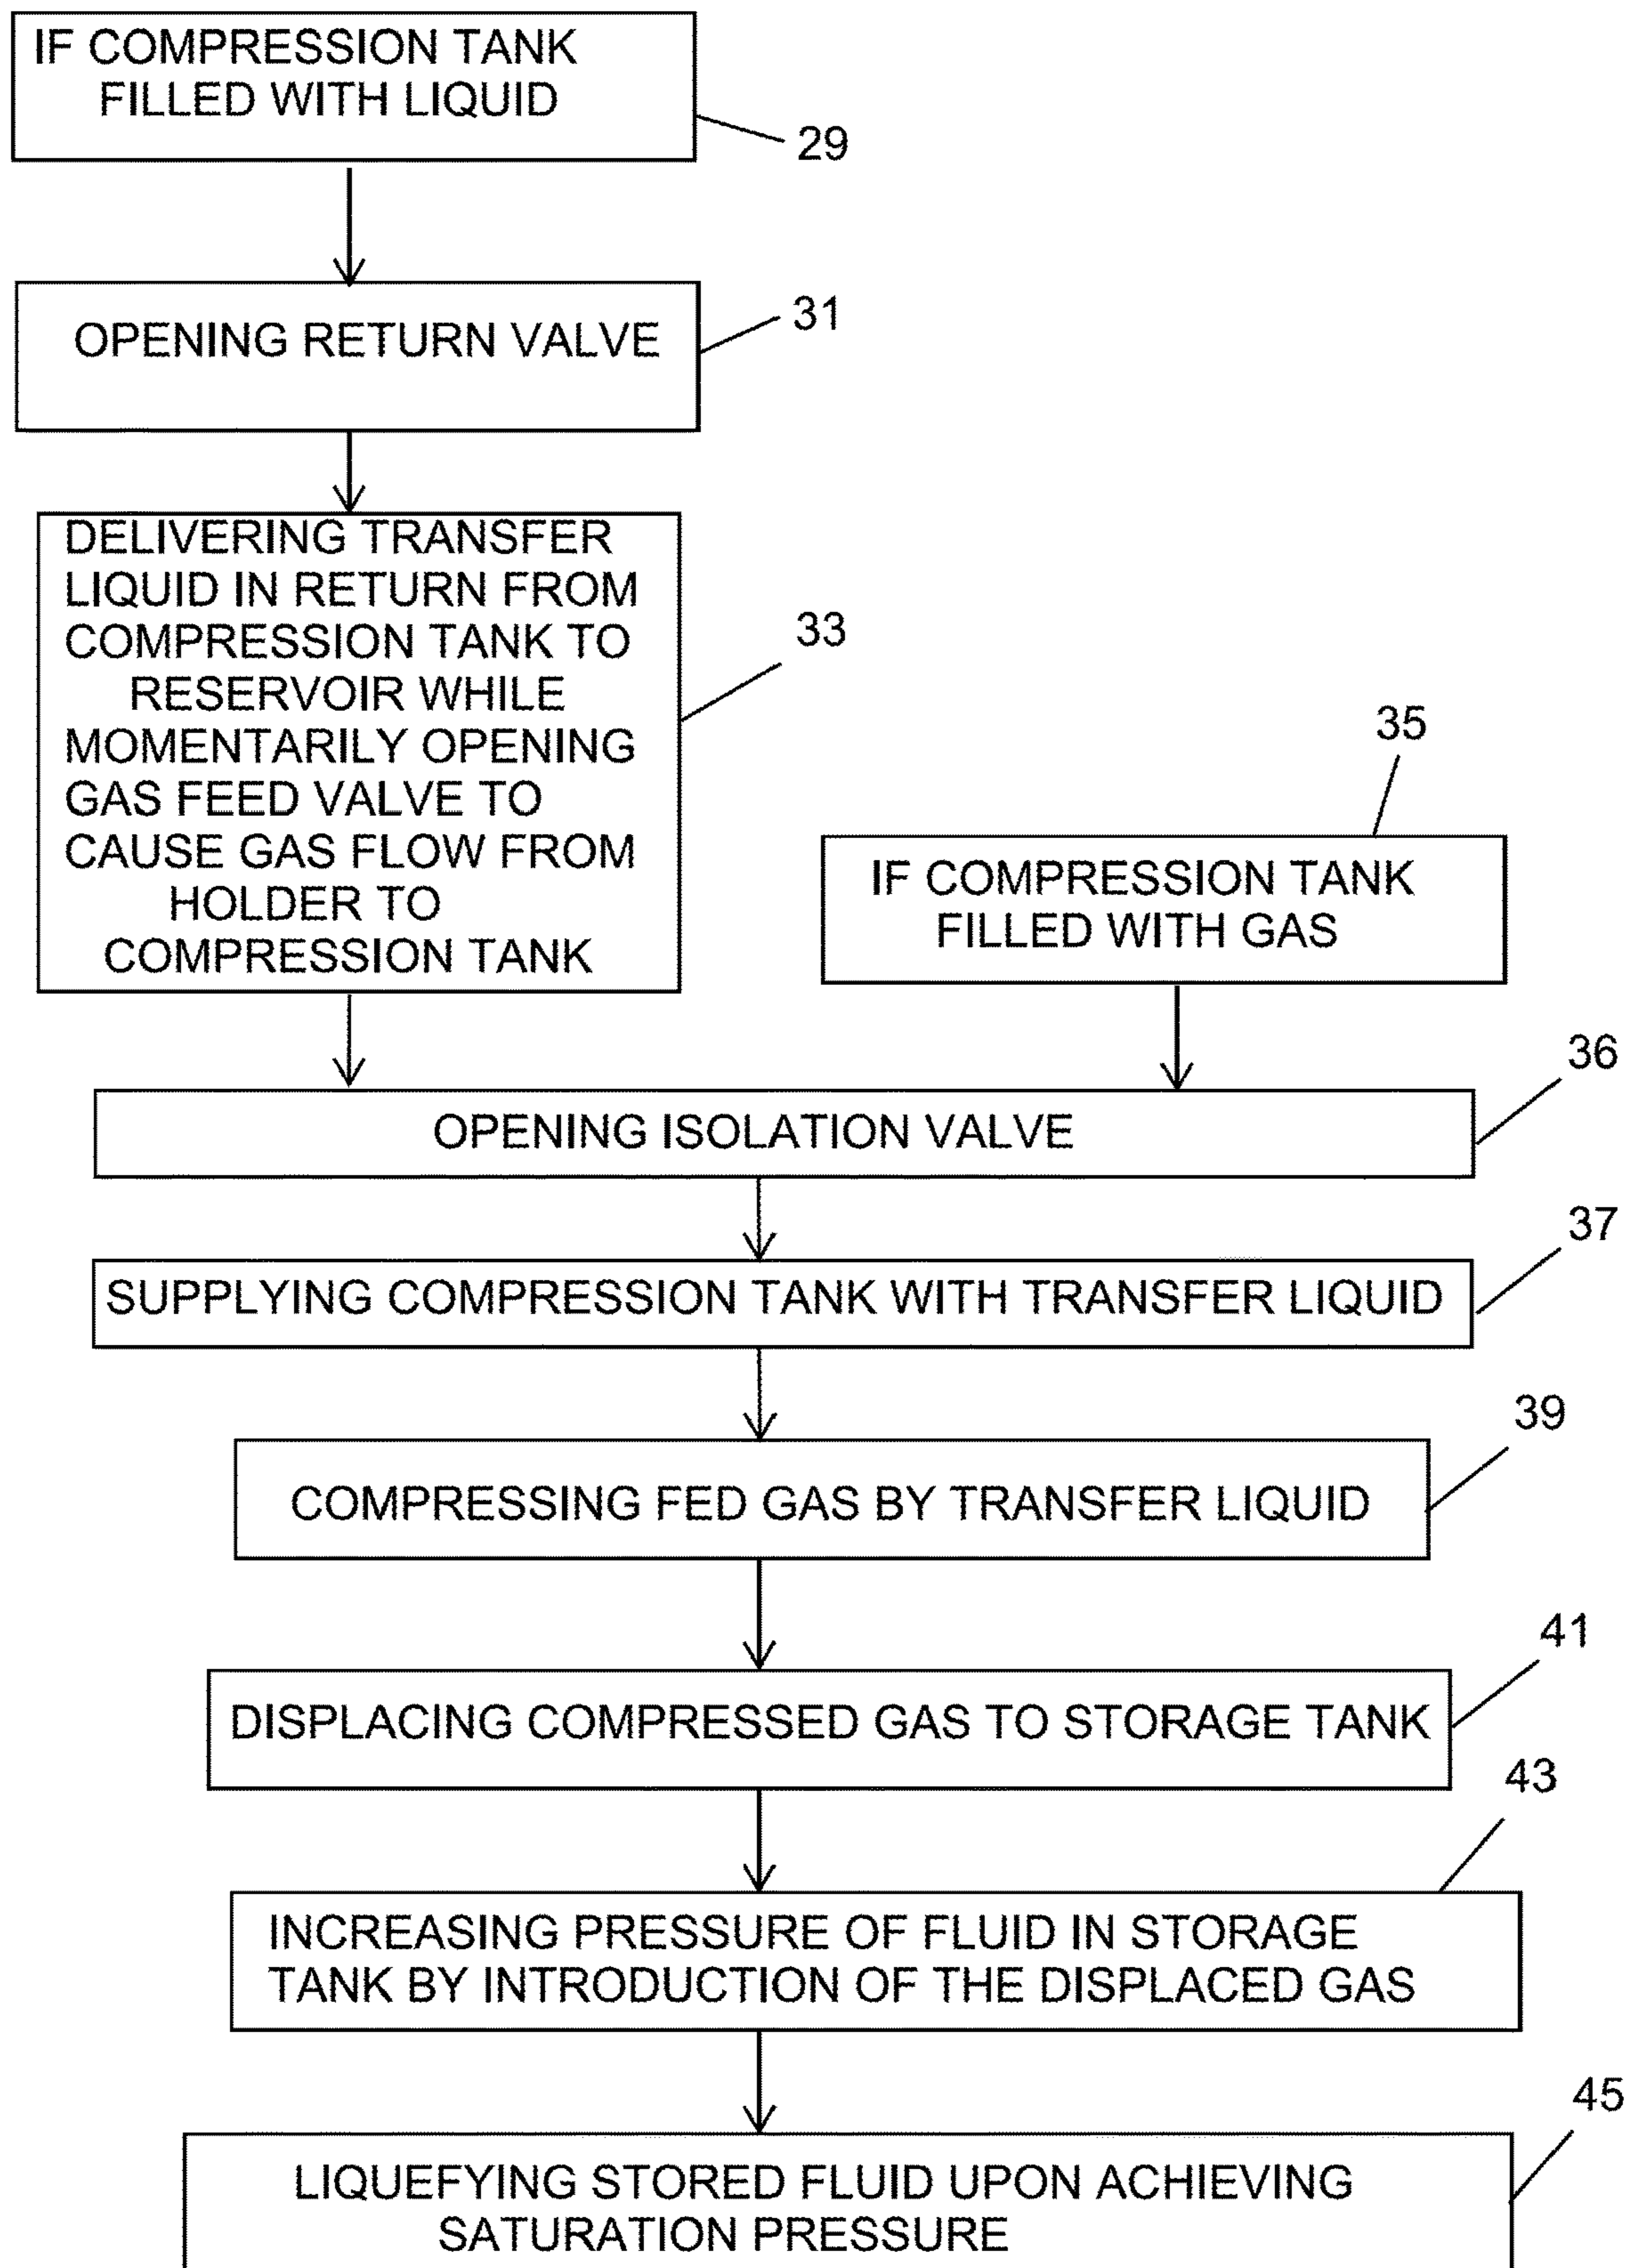 IF COMPRESSION TANK
FILLED WITH LIQUID
29
OPENING RETURN VALVE
31
DELIVERING TRANSFER
LIQUID IN RETURN FROM
COMPRESSION TANK TO
RESERVOIR WHILE
MOMENTARILY OPENING
GAS FEED VALVE TO
CAUSE GAS FLOW FROM
HOLDER TO
COMPRESSION TANK
33
35
IF COMPRESSION TANK
FILLED WITH GAS
36
OPENING ISOLATION VALVE
37
SUPPLYING COMPRESSION TANK WITH TRANSFER LIQUID
39
COMPRESSING FED GAS BY TRANSFER LIQUID
41
DISPLACING COMPRESSED GAS TO STORAGE TANK
43
INCREASING PRESSURE OF FLUID IN STORAGE
TANK BY INTRODUCTION OF THE DISPLACED GAS
45
LIQUEFYING STORED FLUID UPON ACHIEVING
SATURATION PRESSURE